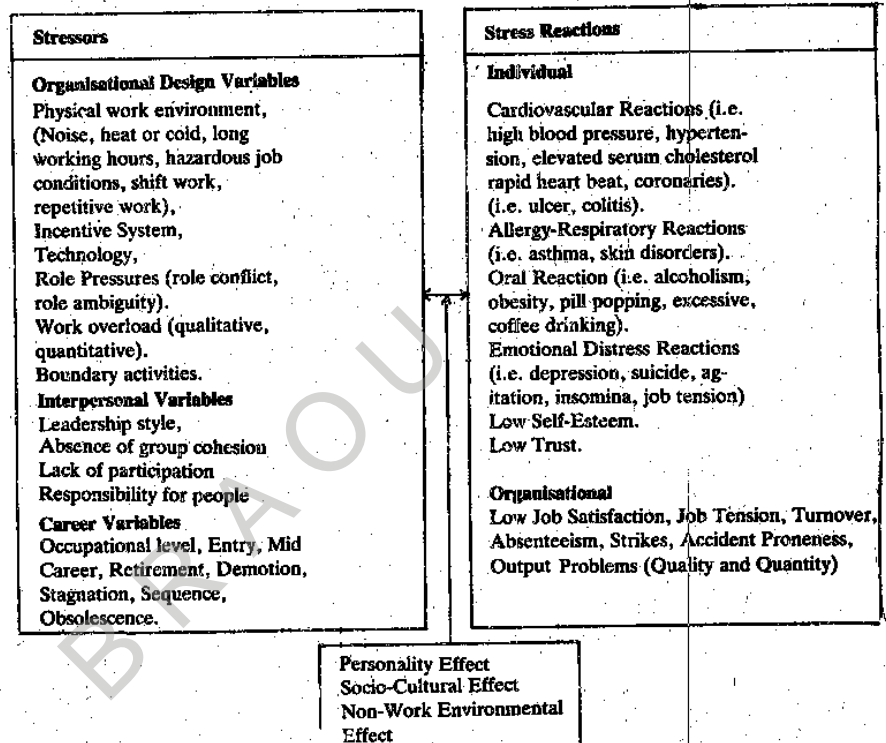 Stressors
Organisational Design Variables
Physical work environment,
(Noise, heat or cold, long
working hours, hazardous job
conditions, shift work,
repetitive work),
Incentive System,
Technology,
Role Pressures (role conflict,
role ambiguity).
Work overload (qualitative,
quantitative).
Boundary activities.
Interpersonal Variables
Leadership style,
Absence of group cohesion
Lack of participation
Responsibility for people
Career Variables
Occupational level, Entry, Mid
Career, Retirement, Demotion,
Stagnation, Sequence,
Obsolescence.
Stress Reactions
Individual
Cardiovascular Reactions (i.e.
high blood pressure, hyperten-
sion, elevated serum cholesterol
rapid heart beat, coronaries).
(i.e. ulcer, colitis).
Allergy-Respiratory Reactions
(i.e. asthma, skin disorders).
Oral Reaction (i.e. alcoholism,
obesity, pill popping, excessive,
coffee drinking).
Emotional Distress Reactions
(i.e. depression, suicide, ag-
itation, insomina, job tension)
Low Self-Esteem.
Low Trust.
Organisational
Low Job Satisfaction, Job Tension, Turnover,
Absenteeism, Strikes, Accident Proneness,
Output Problems (Quality and Quantity)
Personality Effect
Socio-Cultural Effect
Non-Work Environmental
Effect
BRAOU